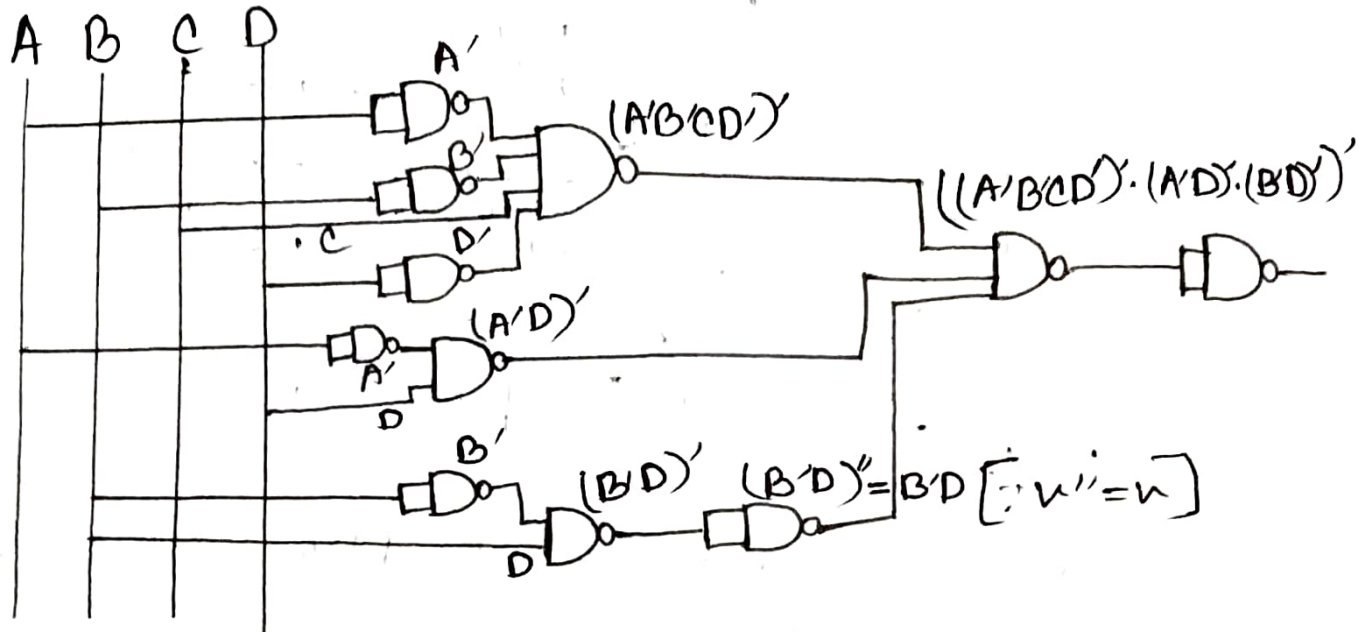 A B C D
A′
(A′B′CD′)′
B′
((A′B′CD′)′·(A′D)′·(B′D)′)′
C
D′
(A′D)′
A′
D
B′
(B′D)′
(B′D)″=B′D [∵ x″=x]
D